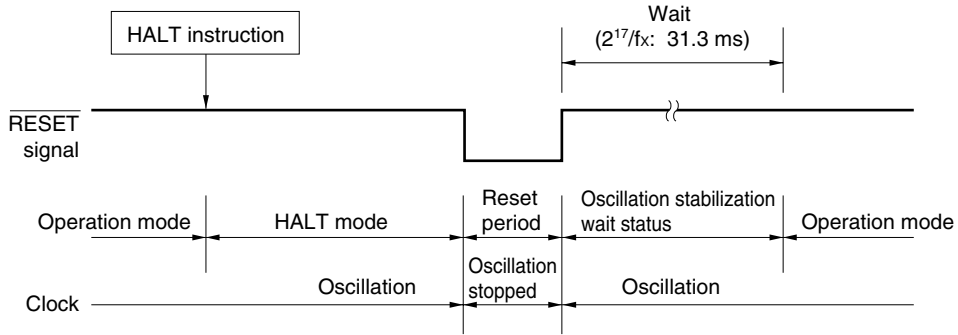 Wait
(2¹⁷/fx: 31.3 ms)
HALT instruction
RESET
signal
Operation mode
HALT mode
Reset
period
Oscillation stabilization
wait status
Operation mode
Clock
Oscillation
Oscillation
stopped
Oscillation